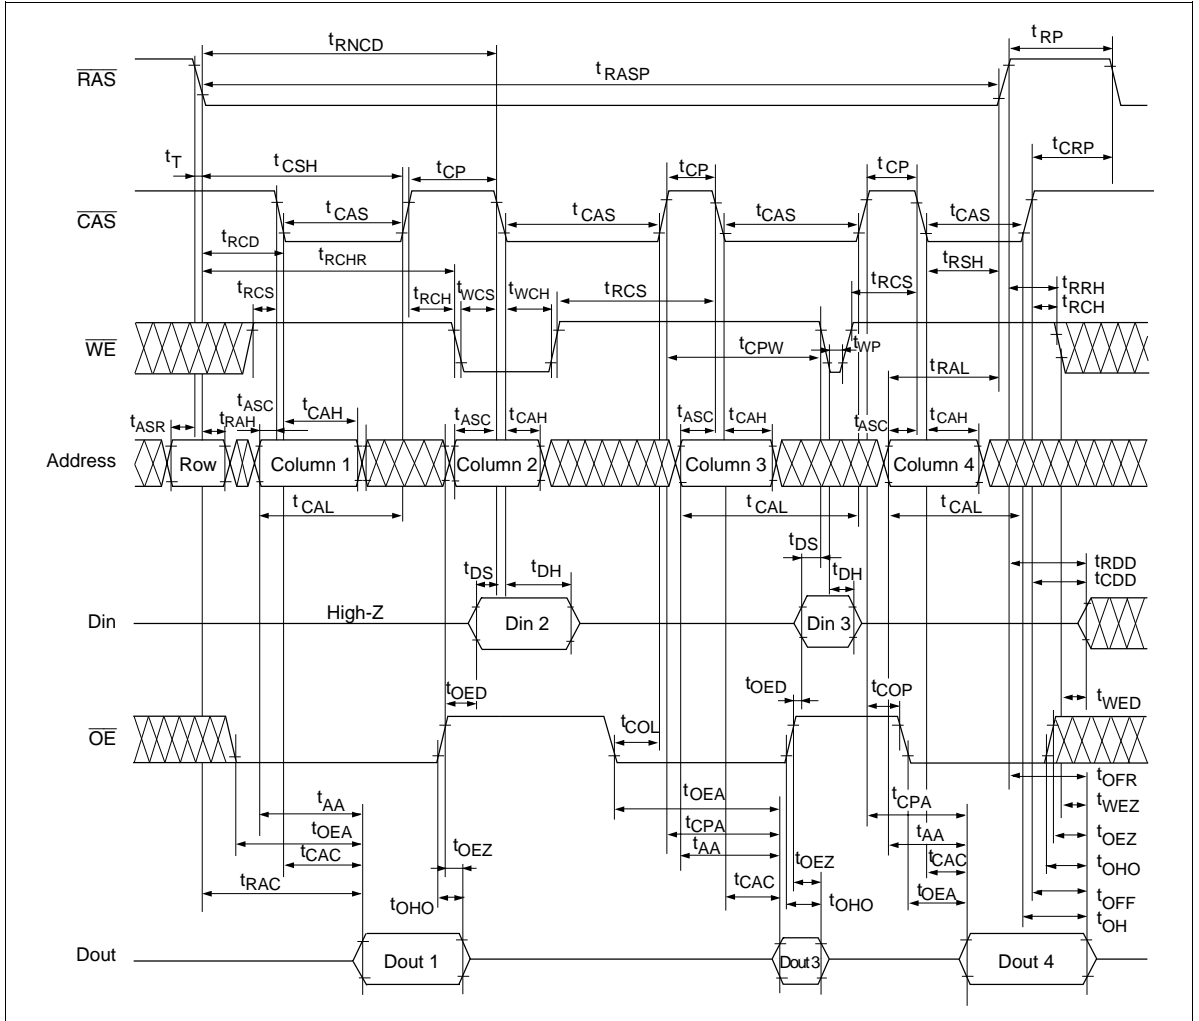 tRNCD
tRP
RAS
tRASP
tT
tCSH
tCP
tCP
tCP
tCRP
CAS
tCAS
tCAS
tCAS
tCAS
tRCD
tRCHR
tRSH
tRCS
tRCH
tWCS
tWCH
tRCS
tRCS
tRRH
tRCH
WE
tCPW
tWP
tRAL
tASR
tRAH
tASC
tCAH
tASC
tCAH
tASC
tCAH
tASC
tCAH
Address
Row
Column 1
Column 2
Column 3
Column 4
tCAL
tCAL
tCAL
tDS
tDH
tDS
tDH
tRDD
tCDD
Din
High-Z
Din 2
Din 3
tOED
tOED
tCOP
tWED
OE
tCOL
tAA
tOEA
tCPA
tOFR
tOEA
tCPA
tAA
tWEZ
tCAC
tOEZ
tAA
tOEZ
tCAC
tOEZ
tRAC
tOHO
tCAC
tOHO
tOEA
tOHO
tOFF
tOH
Dout
Dout 1
Dout 3
Dout 4